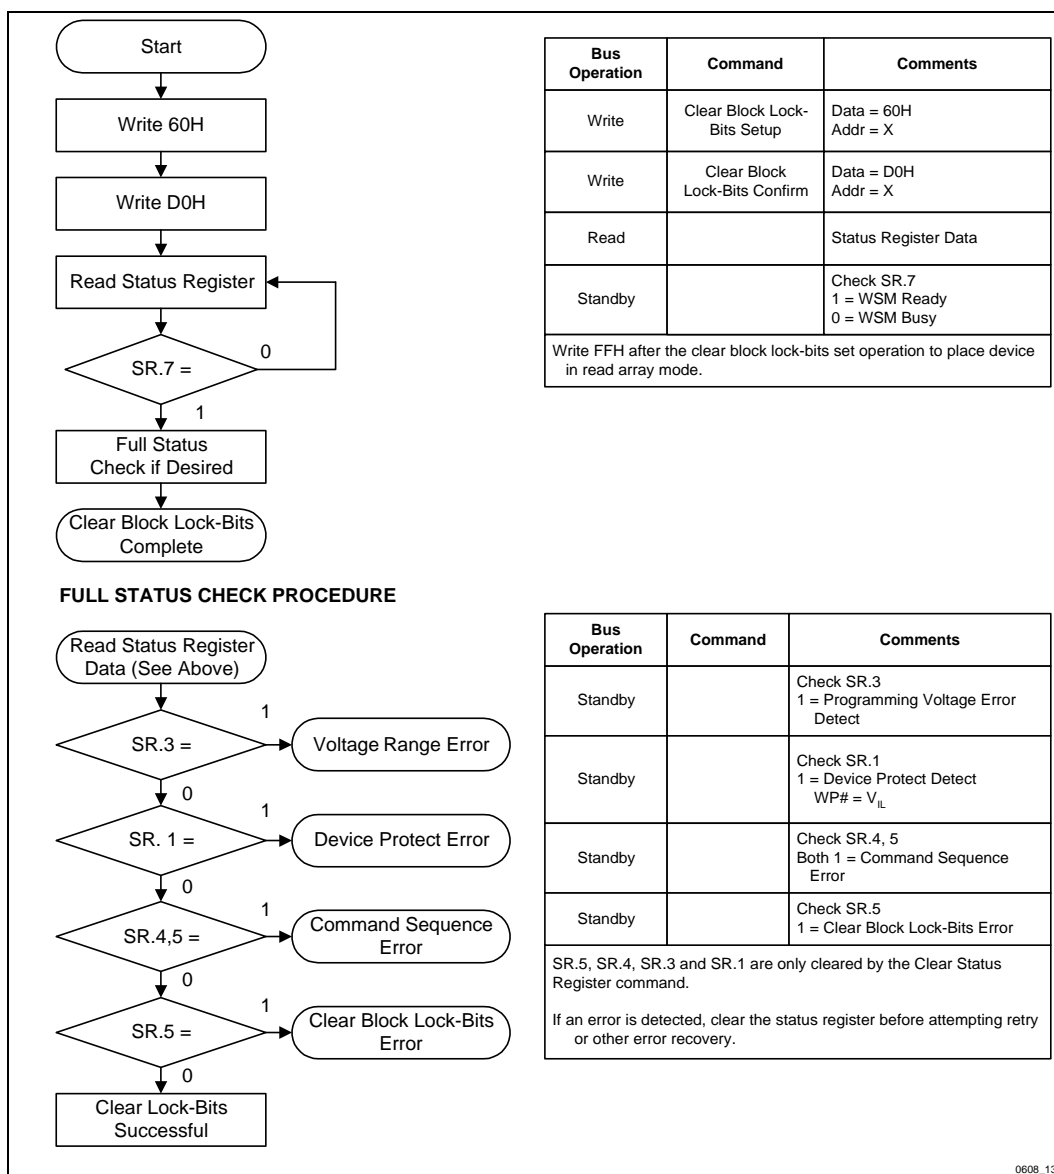 Start
Write 60H
Write D0H
Read Status Register
SR.7 =
0
1
Full Status
Check if Desired
Clear Block Lock-Bits
Complete
Bus
Operation
Command
Comments
Write
Clear Block Lock-
Bits Setup
Data = 60H
Addr = X
Write
Clear Block
Lock-Bits Confirm
Data = D0H
Addr = X
Read
Status Register Data
Standby
Check SR.7
1 = WSM Ready
0 = WSM Busy
Write FFH after the clear block lock-bits set operation to place device
in read array mode.
FULL STATUS CHECK PROCEDURE
Read Status Register
Data (See Above)
SR.3 =
1
Voltage Range Error
0
SR. 1 =
1
Device Protect Error
0
SR.4,5 =
1
Command Sequence
Error
0
SR.5 =
1
Clear Block Lock-Bits
Error
0
Clear Lock-Bits
Successful
Bus
Operation
Command
Comments
Standby
Check SR.3
1 = Programming Voltage Error
Detect
Standby
Check SR.1
1 = Device Protect Detect
WP# = VIL
Standby
Check SR.4, 5
Both 1 = Command Sequence
Error
Standby
Check SR.5
1 = Clear Block Lock-Bits Error
SR.5, SR.4, SR.3 and SR.1 are only cleared by the Clear Status
Register command.
If an error is detected, clear the status register before attempting retry
or other error recovery.
0608_13